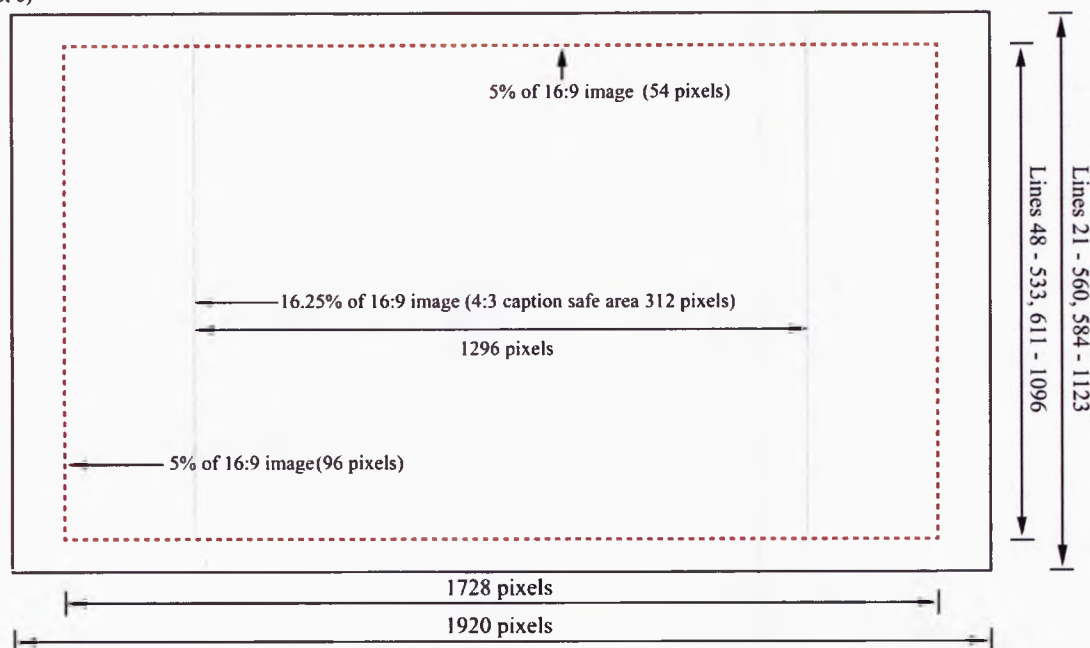 5% of 16:9 image (54 pixels)
16.25% of 16:9 image (4:3 caption safe area 312 pixels)
1296 pixels
5% of 16:9 image(96 pixels)
Lines 48 - 533, 611 - 1096
Lines 21 - 560, 584 - 1123
1728 pixels
1920 pixels